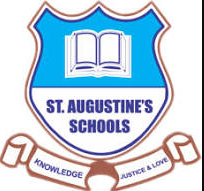 ST. AUGUSTINE'S
SCHOOLS
KNOWLEDGE
JUSTICE & LOVE